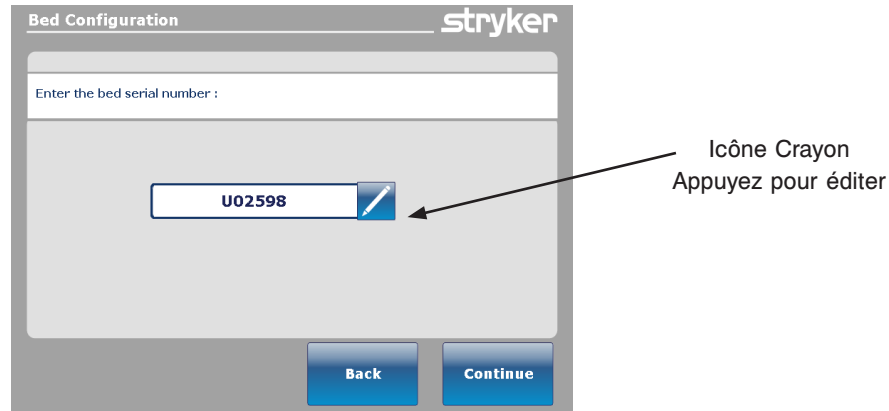 Bed Configuration
stryker
Enter the bed serial number :
U02598
Icône Crayon
Appuyez pour éditer
Back
Continue